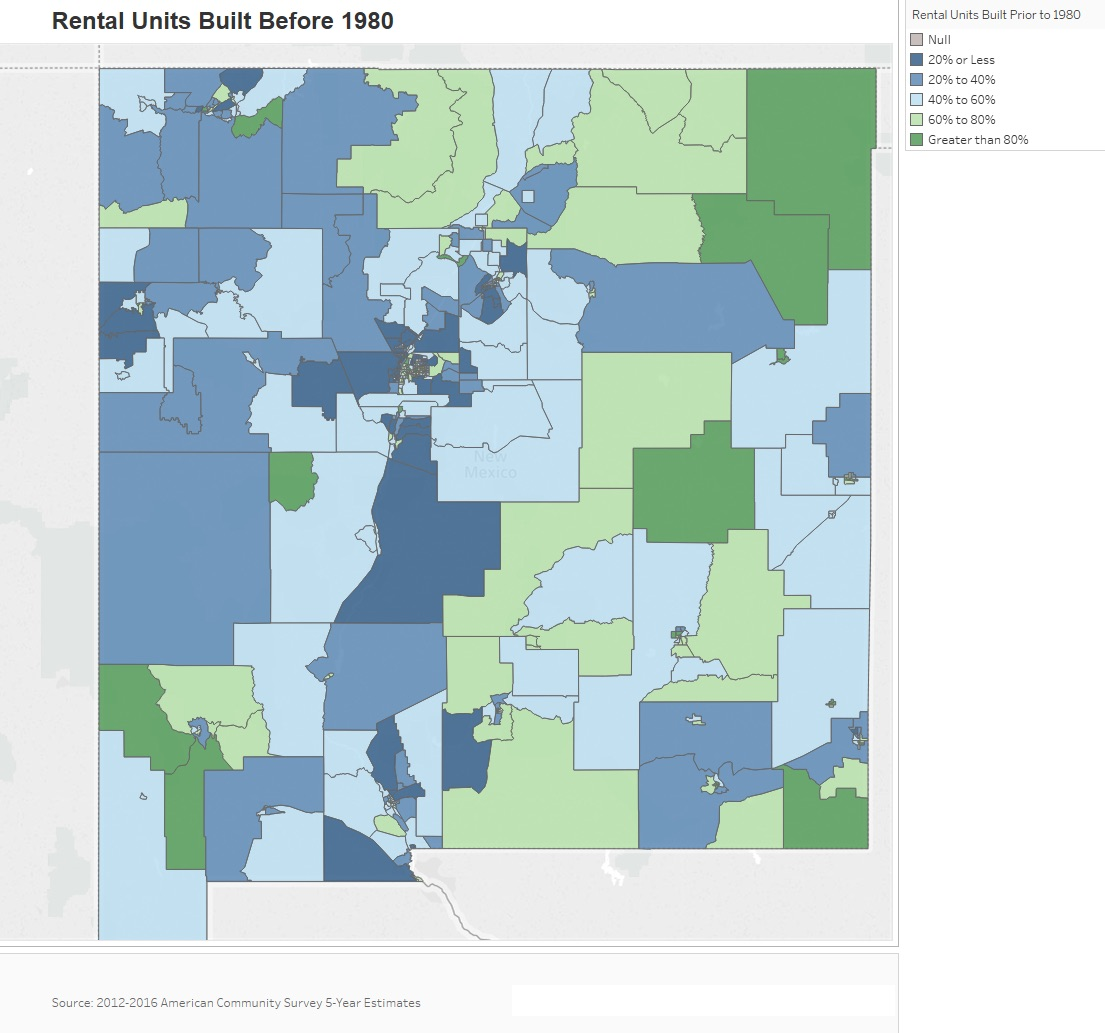 Rental Units Built Before 1980
Rental Units Built Prior to 1980
Null
20% or Less
20% to 40%
40% to 60%
60% to 80%
Greater than 80%
New
Mexico
Source: 2012-2016 American Community Survey 5-Year Estimates